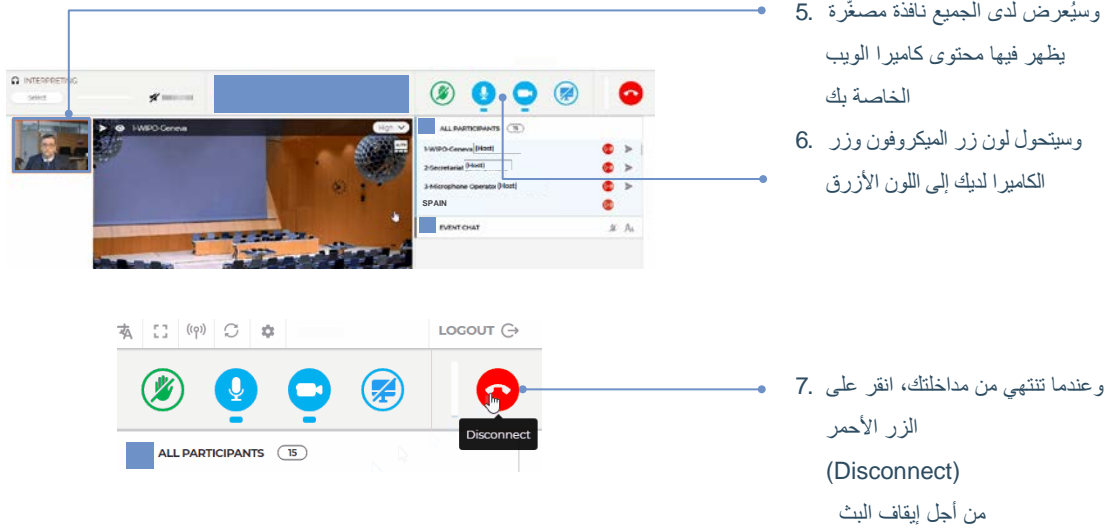 5. وسيُعرض لدى الجميع نافذة مصغّرة
يظهر فيها محتوى كاميرا الويب
الخاصة بك
6. وسيتحول لون زر الميكروفون وزر
الكاميرا لديك إلى اللون الأزرق
INTERPRETING
Select
1-WIPO-Geneva
High
ALL PARTICIPANTS 15
1-WIPO-Geneva (Host)
2-Secretariat (Host)
3-Microphone Operator (Host)
SPAIN
EVENT CHAT
LOGOUT
Disconnect
ALL PARTICIPANTS 15
7. وعندما تنتهي من مداخلتك، انقر على
الزر الأحمر
(Disconnect)
من أجل إيقاف البث